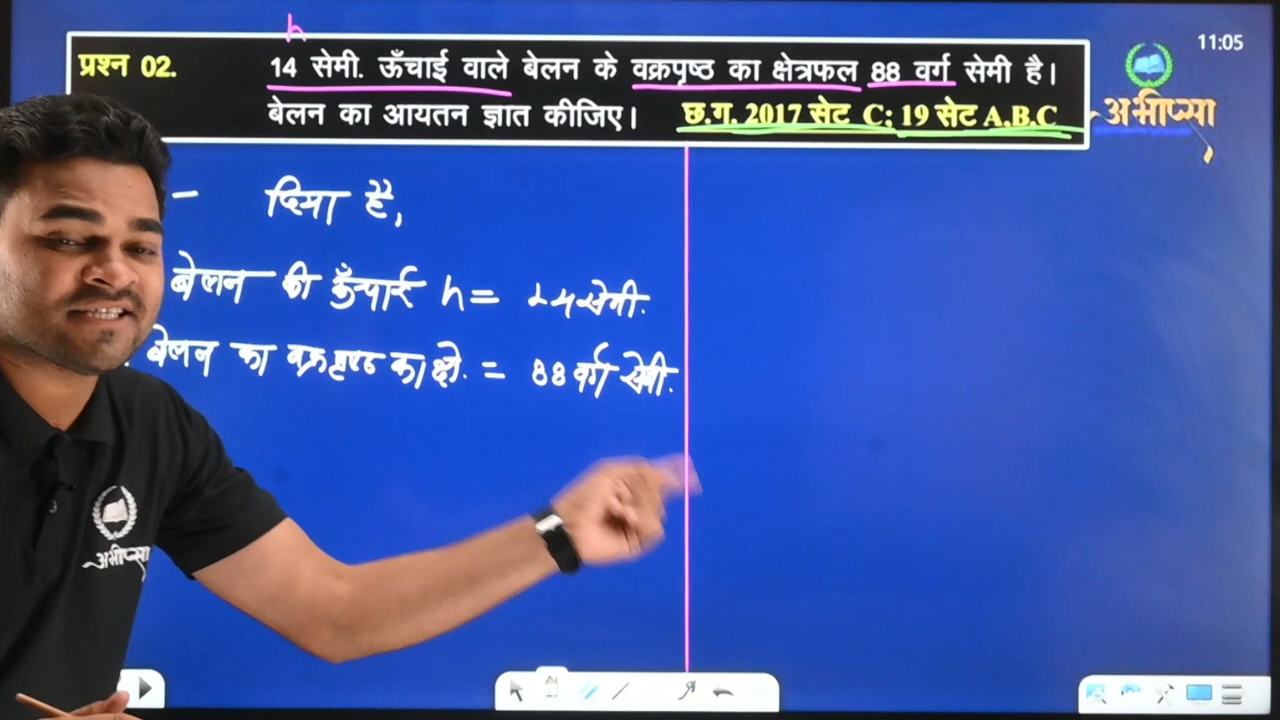 h
11:05
प्रश्न 02. 14 सेमी. ऊँचाई वाले बेलन के वक्रपृष्ठ का क्षेत्रफल 88 वर्ग सेमी है।
बेलन का आयतन ज्ञात कीजिए। छ.ग. 2017 सेट C; 19 सेट A,B,C
अभीप्सा
– दिया है,
बेलन की ऊँचाई h = 14 सेमी.
बेलन का वक्रपृष्ठ का क्षे. = 88 वर्ग सेमी.
अभीप्सा